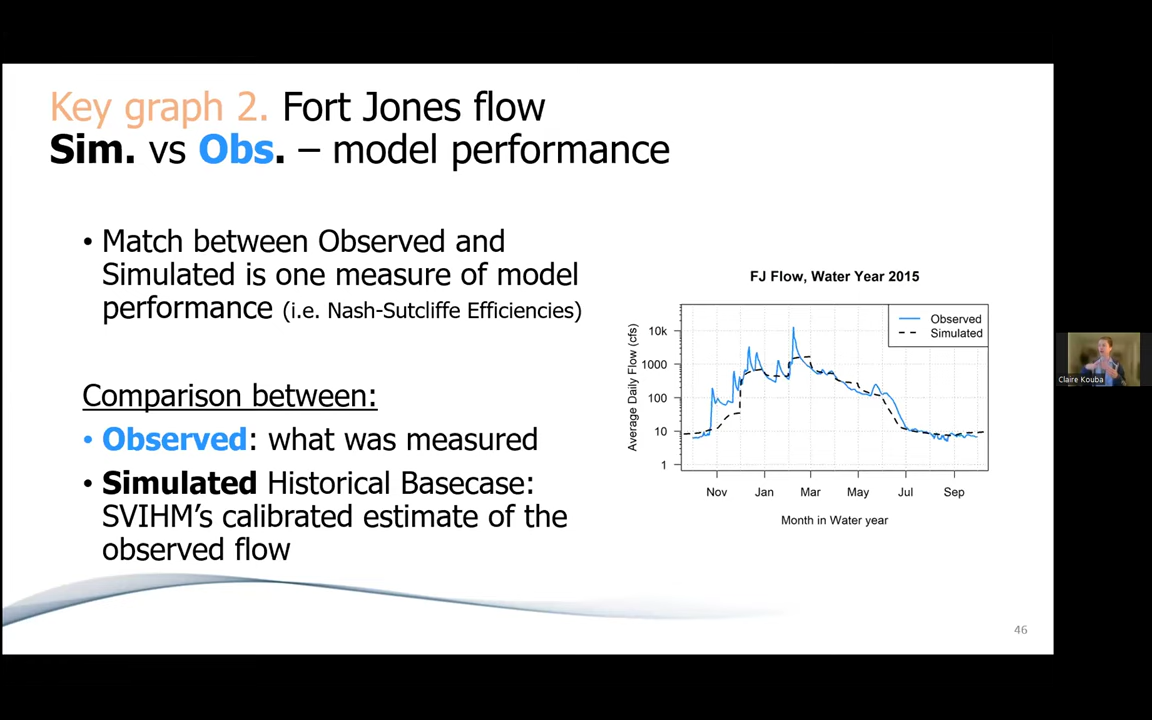 Key graph 2. Fort Jones flow
Sim. vs Obs. – model performance
• Match between Observed and
Simulated is one measure of model
performance (i.e. Nash-Sutcliffe Efficiencies)
Comparison between:
• Observed: what was measured
• Simulated Historical Basecase:
SVIHM's calibrated estimate of the
observed flow
FJ Flow, Water Year 2015
Observed
Simulated
Average Daily Flow (cfs)
10k
1000
100
10
1
Nov Jan Mar May Jul Sep
Month in Water year
Claire Kouba
46